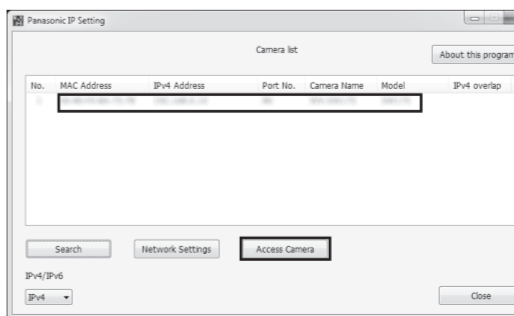 Panasonic IP Setting
Camera list
About this program
No. MAC Address IPv4 Address Port No. Camera Name Model IPv4 overlap
Search Network Settings Access Camera
IPv4/IPv6
IPv4
Close